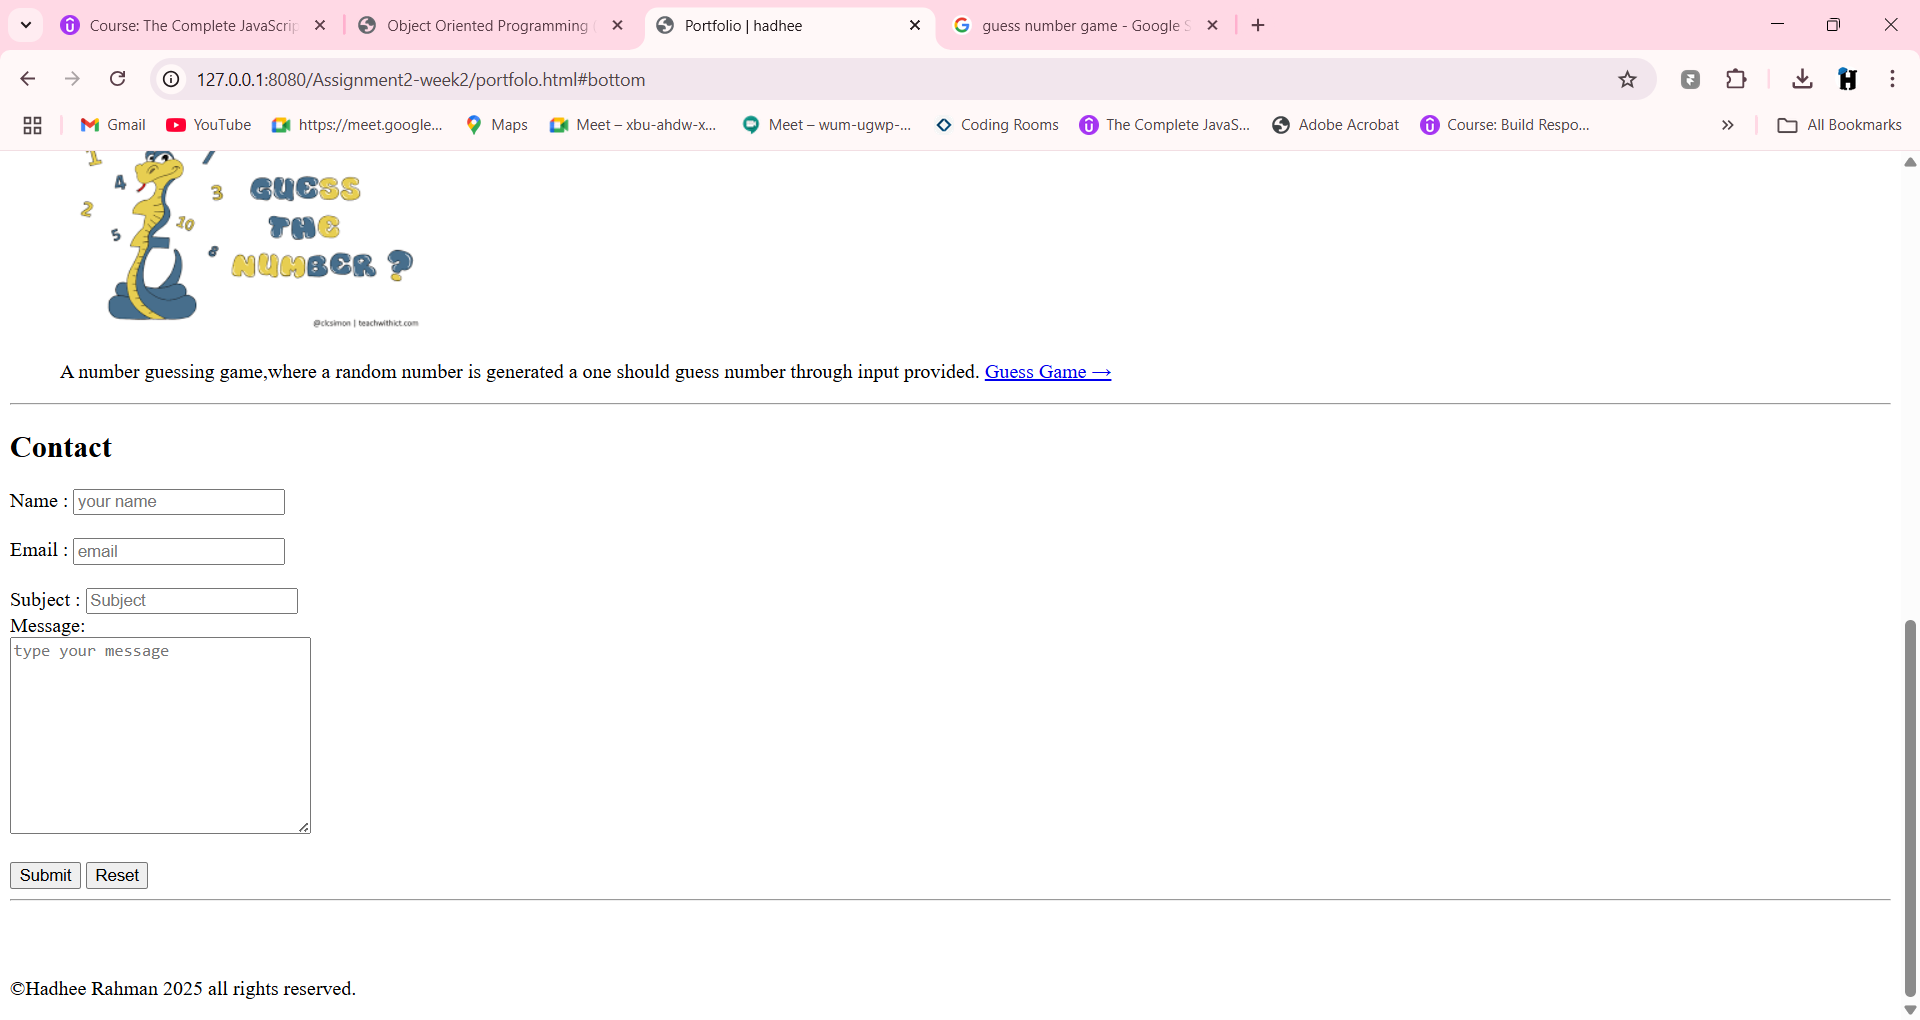 Course: The Complete JavaScrip
Object Oriented Programming (
Portfolio | hadhee
guess number game - Google S
127.0.0.1:8080/Assignment2-week2/portfolo.html#bottom
Gmail
YouTube
https://meet.google...
Maps
Meet – xbu-ahdw-x...
Meet – wum-ugwp-...
Coding Rooms
The Complete JavaS...
Adobe Acrobat
Course: Build Respo...
All Bookmarks
1 7
4 3
2 10
5 8
GUESS
THE
NUMBER ?
@clcsimon | teachwithict.com
A number guessing game,where a random number is generated a one should guess number through input provided. Guess Game →
Contact
Name : your name
Email : email
Subject : Subject
Message:
type your message
Submit Reset
©Hadhee Rahman 2025 all rights reserved.